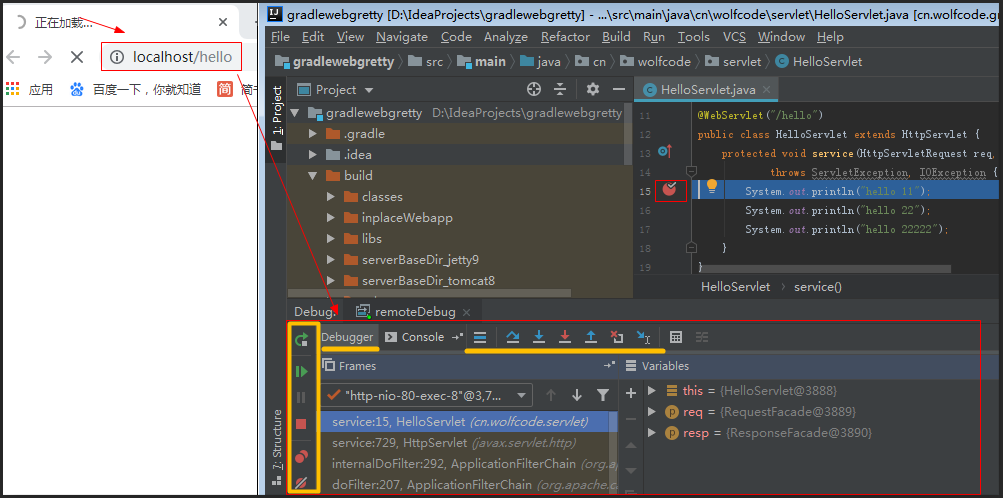 正在加载...
localhost/hello
应用
百度一下，你就知道
简
gradlewebgretty [D:\IdeaProjects\gradlewebgretty] - ...\src\main\java\cn\wolfcode\servlet\HelloServlet.java [cn.wolfcode.g
File Edit View Navigate Code Analyze Refactor Build Run Tools VCS Window Help
gradlewebgretty src main java cn wolfcode servlet HelloServlet
1: Project
Project
HelloServlet.java
gradlewebgretty D:\IdeaProjects\gradlewebgretty
.gradle
.idea
build
classes
inplaceWebapp
libs
serverBaseDir_jetty9
serverBaseDir_tomcat8
11 @WebServlet("/hello")
12 public class HelloServlet extends HttpServlet {
13 protected void service(HttpServletRequest req,
14 throws ServletException, IOException {
15 System.out.println("hello 11");
16 System.out.println("hello 22");
17 System.out.println("hello 22222");
18 }
19 }
HelloServlet service()
Debug: remoteDebug
Debugger Console
Frames Variables
"http-nio-80-exec-8"@3,7...
service:15, HelloServlet (cn.wolfcode.servlet)
service:729, HttpServlet (javax.servlet.http)
internalDoFilter:292, ApplicationFilterChain (org.a
doFilter:207, ApplicationFilterChain (org.apache.c
this = {HelloServlet@3888}
req = {RequestFacade@3889}
resp = {ResponseFacade@3890}
7: Structure